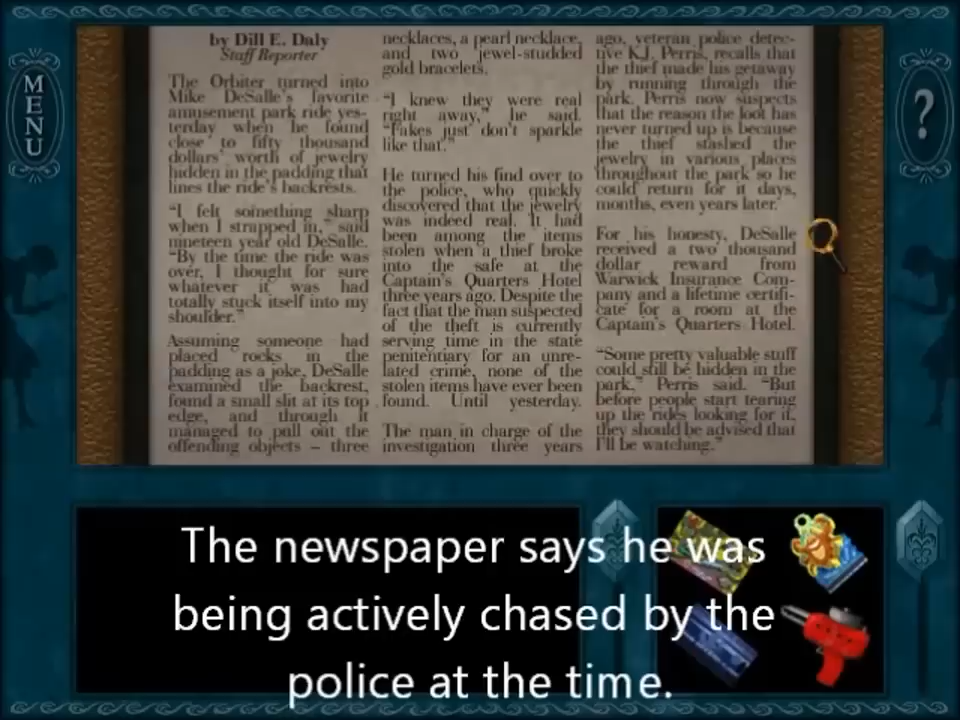 MENU
by Dill E. Daly
Staff Reporter
The Orbiter turned into
Mike DeSalle's favorite
amusement park ride yes-
terday when he found
close to fifty thousand
dollars' worth of jewelry
hidden in the padding that
lines the ride's backrests.
"I felt something sharp
when I strapped in," said
nineteen year old DeSalle.
"By the time the ride was
over, I thought for sure
whatever it was had
totally stuck itself into my
shoulder."
Assuming someone had
placed rocks in the
padding as a joke, DeSalle
examined the backrest,
found a small slit at its top
edge, and through it
managed to pull out the
offending objects – three
necklaces, a pearl necklace,
and two jewel-studded
gold bracelets.
"I knew they were real
right away," he said.
"Fakes just don't sparkle
like that."
He turned his find over to
the police, who quickly
discovered that the jewelry
was indeed real. It had
been among the items
stolen when a thief broke
into the safe at the
Captain's Quarters Hotel
three years ago. Despite the
fact that the man suspected
of the theft is currently
serving time in the state
penitentiary for an unre-
lated crime, none of the
stolen items have ever been
found. Until yesterday.
The man in charge of the
investigation three years
ago, veteran police detec-
tive K.J. Perris, recalls that
the thief made his getaway
by running through the
park. Perris now suspects
that the reason the loot has
never turned up is because
the thief stashed the
jewelry in various places
throughout the park so he
could return for it days,
months, even years later.
For his honesty, DeSalle
received a two thousand
dollar reward from
Warwick Insurance Com-
pany and a lifetime certifi-
cate for a room at the
Captain's Quarters Hotel.
"Some pretty valuable stuff
could still be hidden in the
park," Perris said. "But
before people start tearing
up the rides looking for it,
they should be advised that
I'll be watching."
?
The newspaper says he was
being actively chased by the
police at the time.